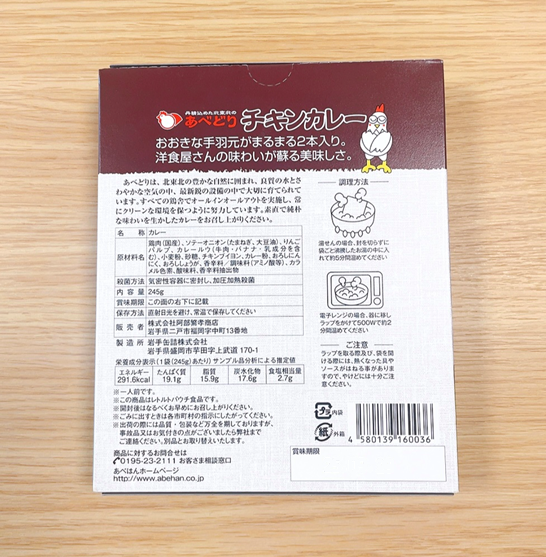 丹精込めた北東北の
あべどり チキンカレー
おおきな手羽元がまるまる2本入り。
洋食屋さんの味わいが蘇る美味しさ。
あべどりは、北東北の豊かな自然に囲まれ、良質の水とさ
わやかな空気の中、最新鋭の設備の中で大切に育てられて
います。すべての鶏舎でオールインオールアウトを実施し、常
にクリーンな環境を保つように努力しています。素直で純朴
な味わいを生かしたカレーをお召し上がりください。
名 称 カレー
原材料名 鶏肉(国産)、ソテーオニオン(たまねぎ、大豆油)、りんご
パルプ、カレールウ(牛肉・バナナ・乳成分を含
む)、小麦粉、砂糖、チキンブイヨン、カレー粉、おろしにんに
く、おろししょうが、香辛料/調味料(アミノ酸等)、カラ
メル色素、酸味料、香辛料抽出物
殺菌方法 気密性容器に密封し、加圧加熱殺菌
内 容 量 245g
賞味期限 この面の右下に記載
保存方法 直射日光を避け、常温で保存してください
販 売 者 株式会社阿部繁孝商店
岩手県二戸市福岡字中町13番地
製 造 所 岩手缶詰株式会社
岩手県盛岡市芋田字上武道 170-1
栄養成分表示(1袋(245g)あたり) サンプル品分析による推定値
エネルギー たんぱく質 脂質 炭水化物 食塩相当量
291.6kcal 19.1g 15.9g 17.6g 2.7g
※一人前です。
※この商品はレトルトパウチ食品です。
※開封後はなるべくお早めにお召し上がりください。
※ごみに出すときは各市町村の指示にしたがってください。
※出荷の際には品質・包装など万全を期しておりますが、
事故品又はお気付きの点がございましたら弊社まで
ご連絡ください。別品とお取り替えいたします。
商品に対するお問合せは
0195-23-2111 お客さま相談窓口
あべはんホームページ
http://www.abehan.co.jp
調理方法
湯せんの場合、封を切らずに
袋ごと沸騰したお湯の中に入
れて約5分間温めてください
電子レンジの場合、器に移し
ラップをかけて500Wで約2
分間温めてください。
ご注意
ラップを取る際及び、袋を開
ける際には、熱くなった具や
ソースがはねる事があります
ので、やけどには十分ご注
意ください。
プラ 内袋
紙 外箱
4 580139 160036
賞味期限